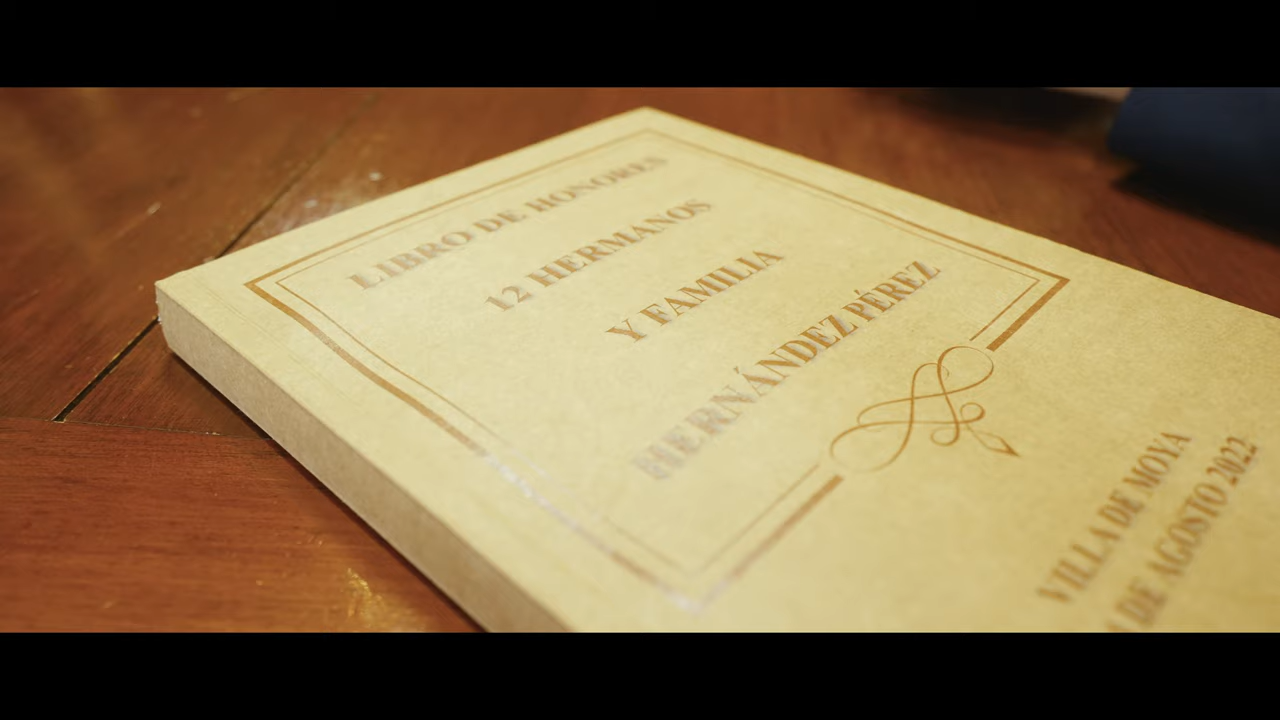 LIBRO DE HONORES
12 HERMANOS
Y FAMILIA
HERNÁNDEZ PÉREZ
VILLA DE MOYA
DE AGOSTO 2022